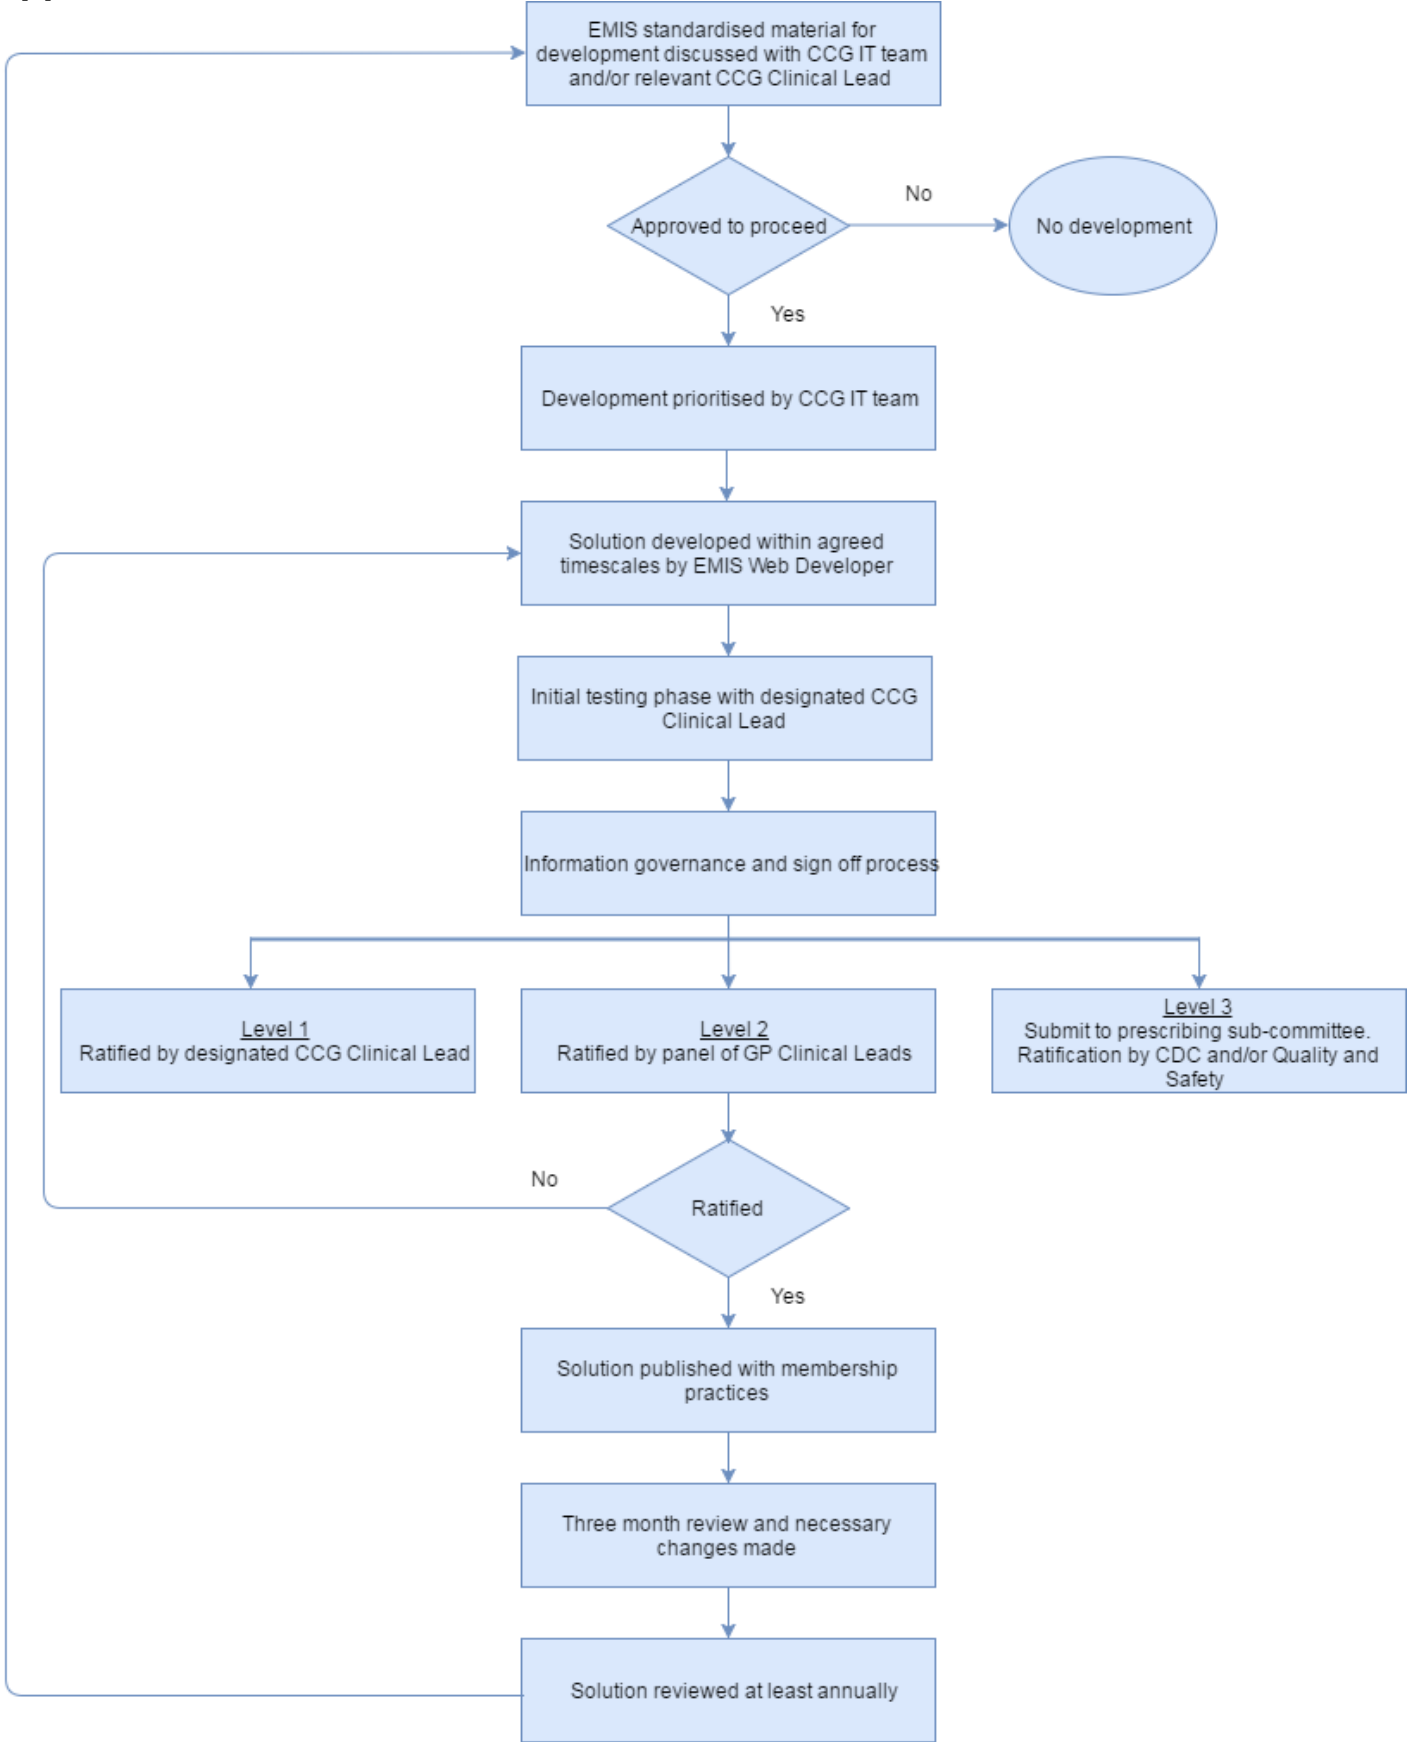 EMIS standardised material for
development discussed with CCG IT team
and/or relevant CCG Clinical Lead
No
Approved to proceed
No development
Yes
Development prioritised by CCG IT team
Solution developed within agreed
timescales by EMIS Web Developer
Initial testing phase with designated CCG
Clinical Lead
Information governance and sign off process
Level 1
Ratified by designated CCG Clinical Lead
Level 2
Ratified by panel of GP Clinical Leads
Level 3
Submit to prescribing sub-committee.
Ratification by CDC and/or Quality and
Safety
No
Ratified
Yes
Solution published with membership
practices
Three month review and necessary
changes made
Solution reviewed at least annually